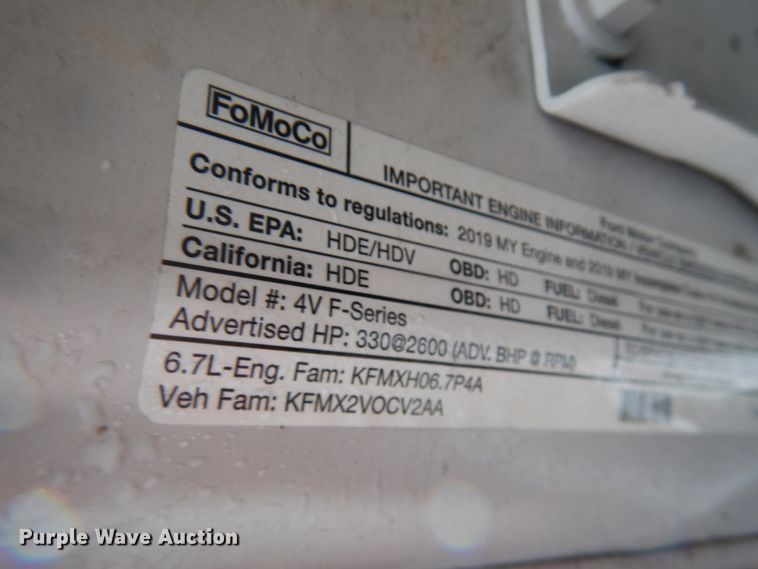 FoMoCo
Ford Motor Company
IMPORTANT ENGINE INFORMATION / VEHICLE
Conforms to regulations: 2019 MY Engine and 2019 MY
U.S. EPA: HDE/HDV OBD: HD FUEL: Diesel
California: HDE OBD: HD FUEL: Diesel
Model #: 4V F-Series
Advertised HP: 330@2600 (ADV. BHP @ RPM)
6.7L-Eng. Fam: KFMXH06.7P4A
Veh Fam: KFMX2VOCV2AA
Purple Wave Auction